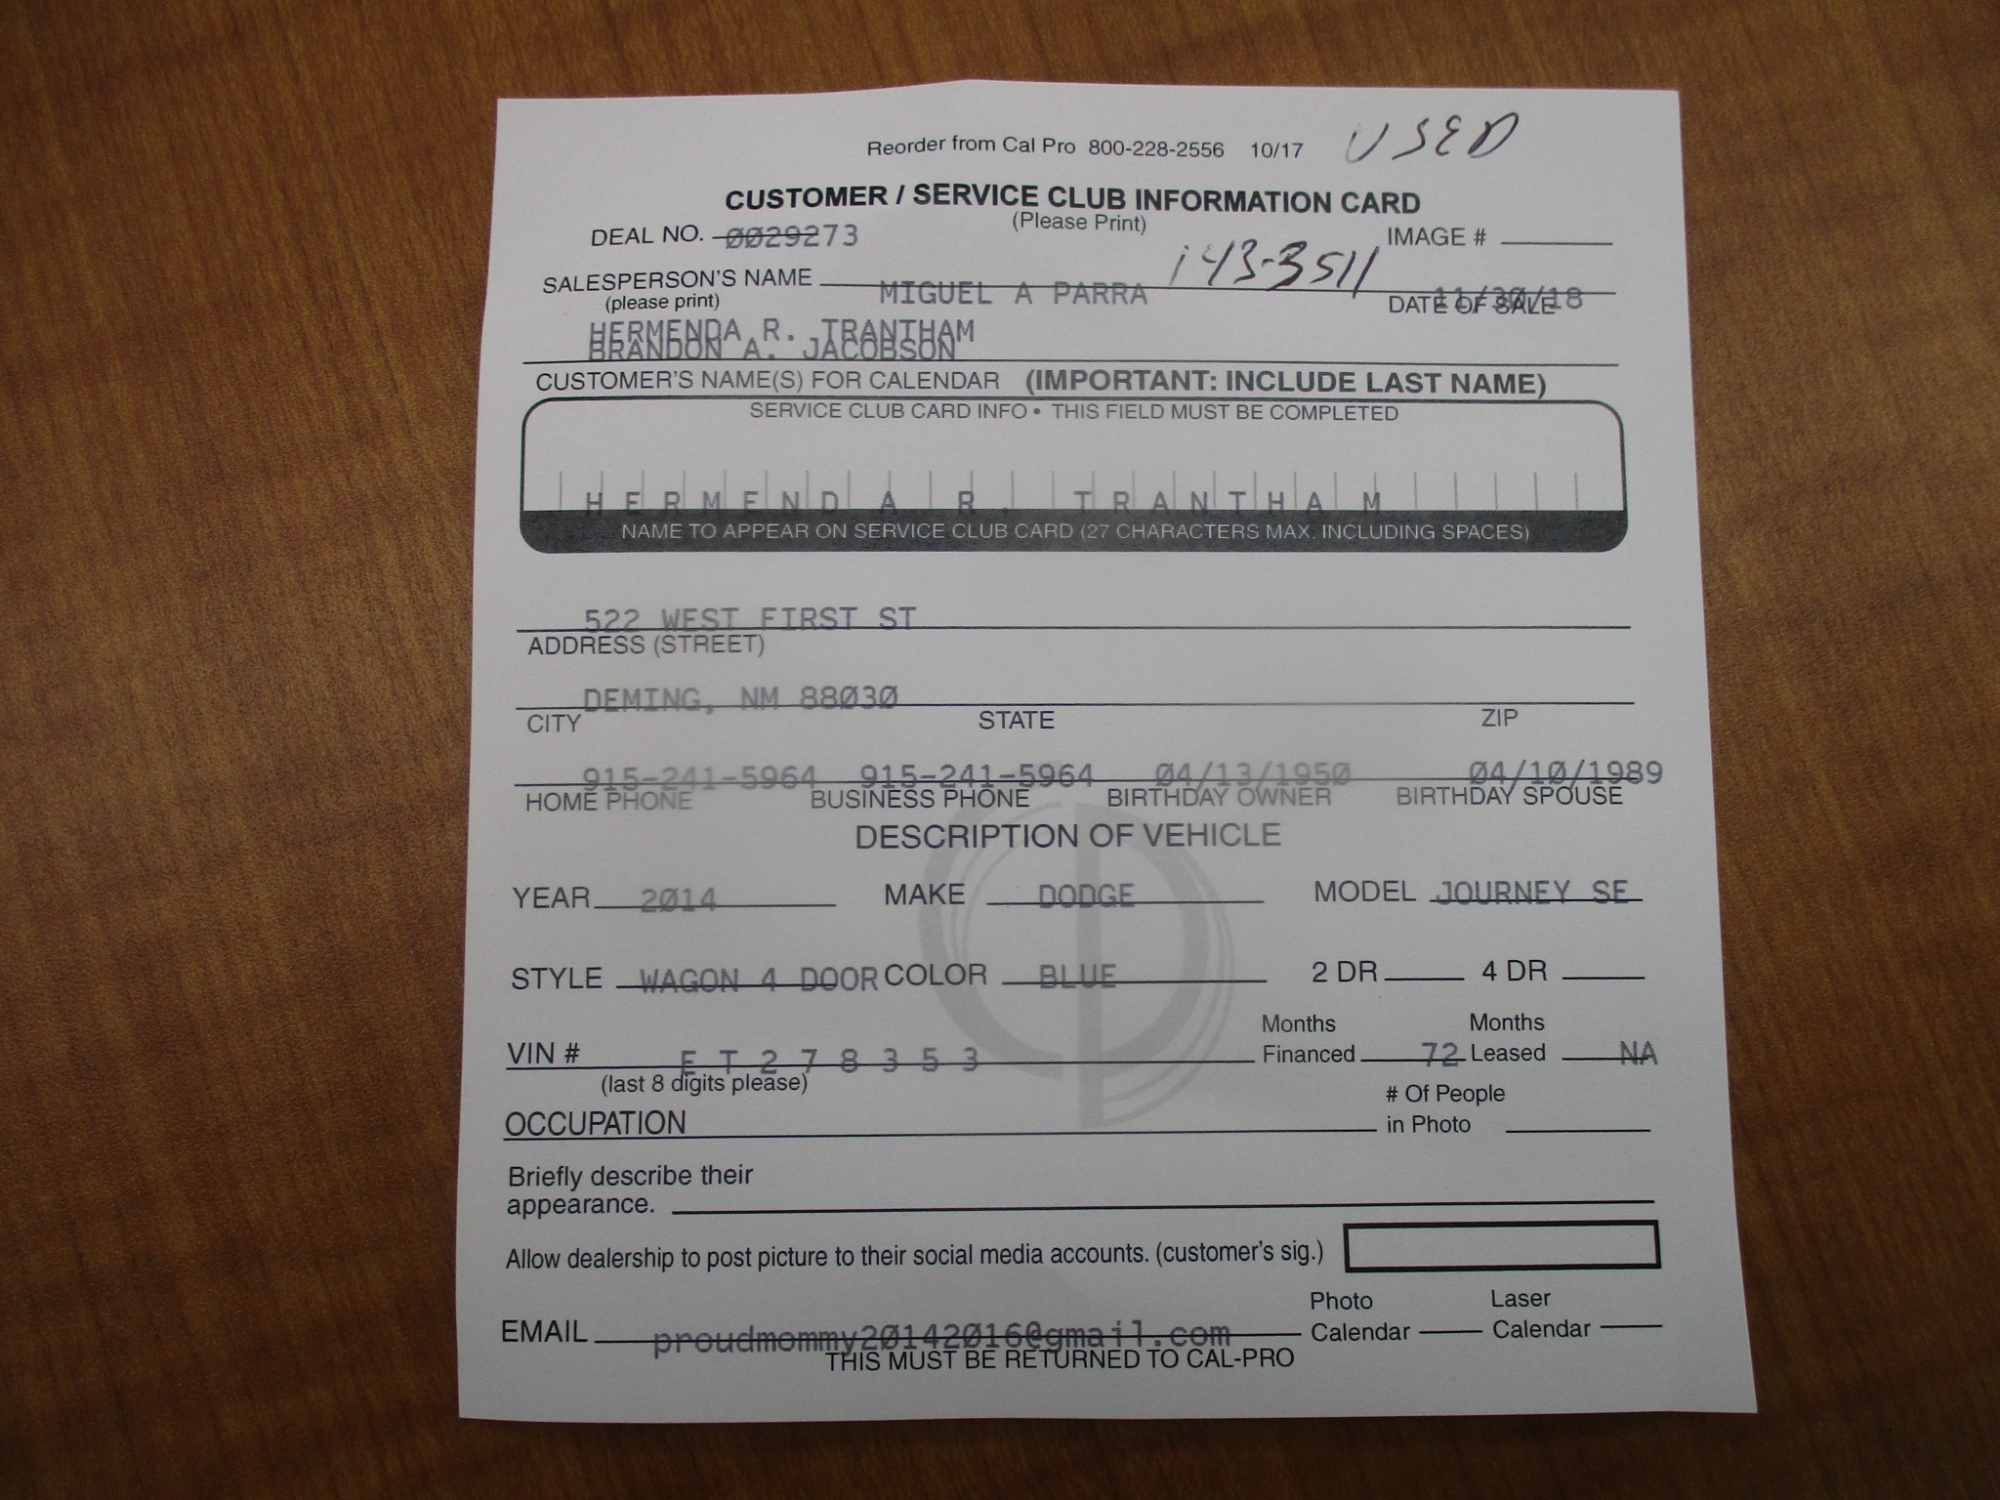 Reorder from Cal Pro 800-228-2556 10/17 USED
CUSTOMER / SERVICE CLUB INFORMATION CARD
(Please Print)
DEAL NO. 0029273 IMAGE #
SALESPERSON'S NAME MIGUEL A PARRA 143-3511
(please print) DATE OF SALE 11/30/18
HERMENDA R. TRANTHAM
BRANDON A. JACOBSON
CUSTOMER'S NAME(S) FOR CALENDAR (IMPORTANT: INCLUDE LAST NAME)
SERVICE CLUB CARD INFO • THIS FIELD MUST BE COMPLETED
HERMENDA R. TRANTHAM
NAME TO APPEAR ON SERVICE CLUB CARD (27 CHARACTERS MAX. INCLUDING SPACES)
522 WEST FIRST ST
ADDRESS (STREET)
DEMING, NM 88030
CITY STATE ZIP
915-241-5964 915-241-5964 04/13/1950 04/10/1989
HOME PHONE BUSINESS PHONE BIRTHDAY OWNER BIRTHDAY SPOUSE
DESCRIPTION OF VEHICLE
YEAR 2014 MAKE DODGE MODEL JOURNEY SE
STYLE WAGON 4 DOOR COLOR BLUE 2 DR 4 DR
Months Months
VIN # ET278353 Financed 72 Leased NA
(last 8 digits please)
# Of People
OCCUPATION in Photo
Briefly describe their
appearance.
Allow dealership to post picture to their social media accounts. (customer's sig.)
Photo Laser
EMAIL proudmommy20142016@gmail.com Calendar Calendar
THIS MUST BE RETURNED TO CAL-PRO